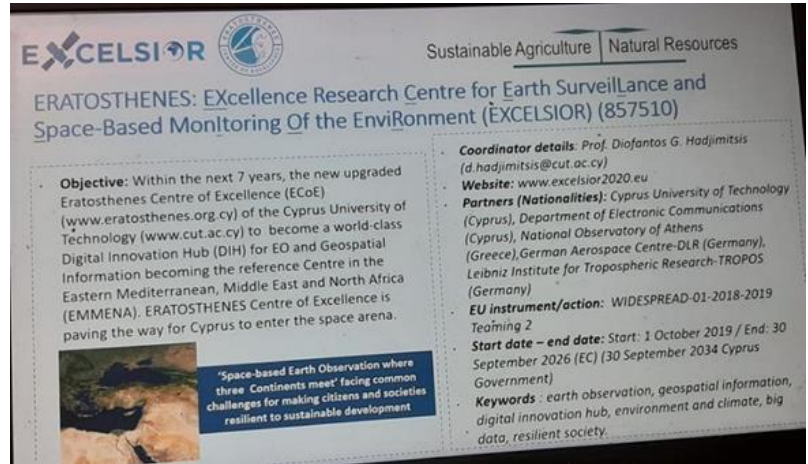 EXCELSIOR
ERATOSTHENES
Sustainable Agriculture | Natural Resources
ERATOSTHENES: EXcellence Research Centre for Earth SurveilLance and
Space-Based MonItoring Of the EnviRonment (EXCELSIOR) (857510)
· Objective: Within the next 7 years, the new upgraded
Eratosthenes Centre of Excellence (ECoE)
(www.eratosthenes.org.cy) of the Cyprus University of
Technology (www.cut.ac.cy) to become a world-class
Digital Innovation Hub (DIH) for EO and Geospatial
Information becoming the reference Centre in the
Eastern Mediterranean, Middle East and North Africa
(EMMENA). ERATOSTHENES Centre of Excellence is
paving the way for Cyprus to enter the space arena.
'Space-based Earth Observation where
three Continents meet' facing common
challenges for making citizens and societies
resilient to sustainable development
· Coordinator details: Prof. Diofantos G. Hadjimitsis
(d.hadjimitsis@cut.ac.cy)
· Website: www.excelsior2020.eu
· Partners (Nationalities): Cyprus University of Technology
(Cyprus), Department of Electronic Communications
(Cyprus), National Observatory of Athens
(Greece),German Aerospace Centre-DLR (Germany),
Leibniz Institute for Tropospheric Research-TROPOS
(Germany)
· EU instrument/action: WIDESPREAD-01-2018-2019
Teaming 2
· Start date – end date: Start: 1 October 2019 / End: 30
September 2026 (EC) (30 September 2034 Cyprus
Government)
· Keywords : earth observation, geospatial information,
digital innovation hub, environment and climate, big
data, resilient society.